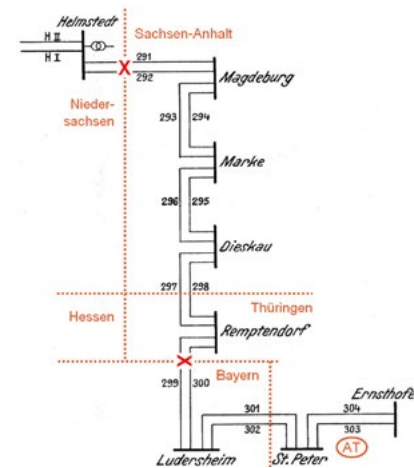 Helmstedt
Sachsen-Anhalt
H II
H I
291
292
Magdeburg
Nieder-
sachsen
293
294
Marke
296
295
Dieskau
297
298
Hessen
Thüringen
Remptendorf
Bayern
299
300
Ernsthofen
301
304
302
303
AT
Ludersheim
St. Peter